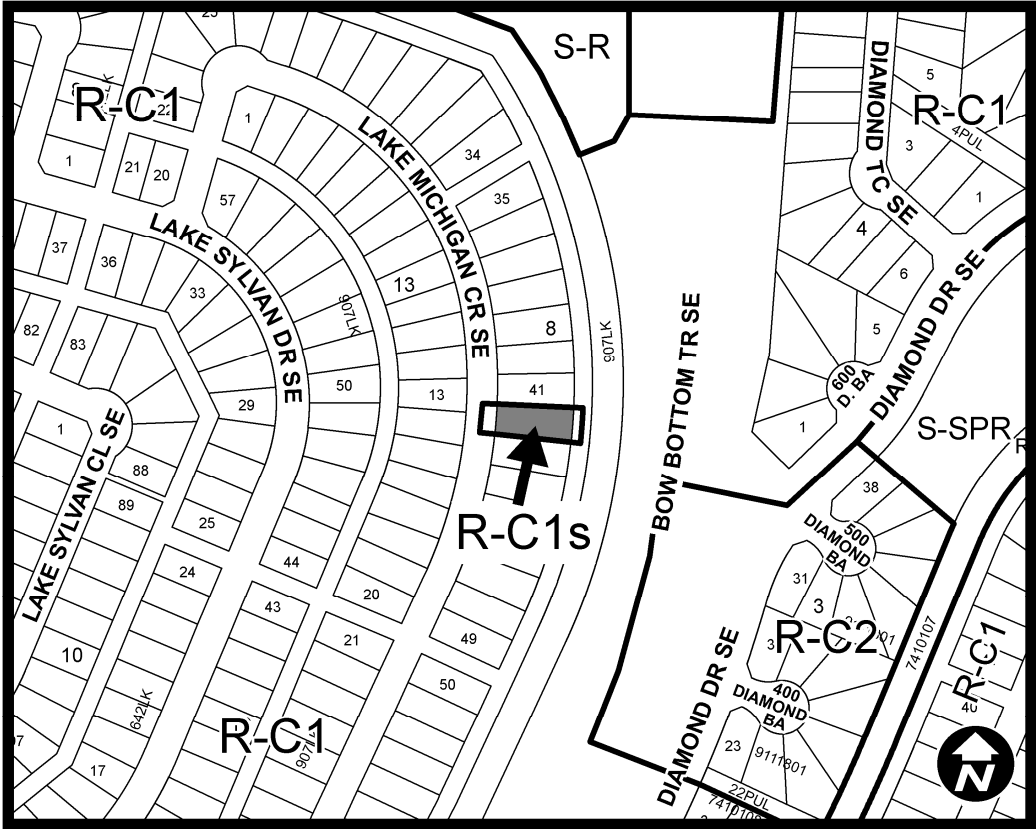 S-R
R-C1
R-C1
5
4PUL
3
1
DIAMOND TC SE
4
6
5
DIAMOND DR SE
600
D. BA
1
S-SPR
LAKE MICHIGAN CR SE
1
34
35
22
21
20
1
57
LAKE SYLVAN DR SE
37
36
33
13
907LK
8
907LK
41
82
83
50
13
29
1
LAKE SYLVAN CL SE
88
89
25
24
44
43
20
21
49
50
10
642LK
17
R-C1
R-C1s
BOW BOTTOM TR SE
38
500
DIAMOND
BA
31
3
R-C2
400
DIAMOND
BA
DIAMOND DR SE
23
9111801
22PUL
7410107
R-C1
N